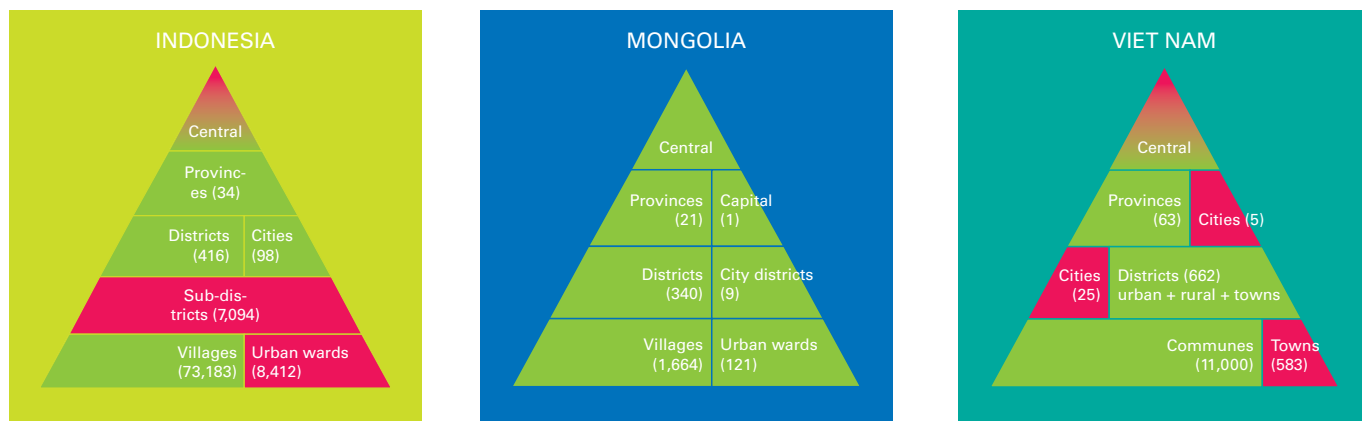 INDONESIA
Central
Provinc-
es (34)
Districts
(416)
Cities
(98)
Sub-dis-
tricts (7,094)
Villages
(73,183)
Urban wards
(8,412)
MONGOLIA
Central
Provinces
(21)
Capital
(1)
Districts
(340)
City districts
(9)
Villages
(1,664)
Urban wards
(121)
VIET NAM
Central
Provinces
(63)
Cities (5)
Cities
(25)
Districts (662)
urban + rural + towns
Communes
(11,000)
Towns
(583)